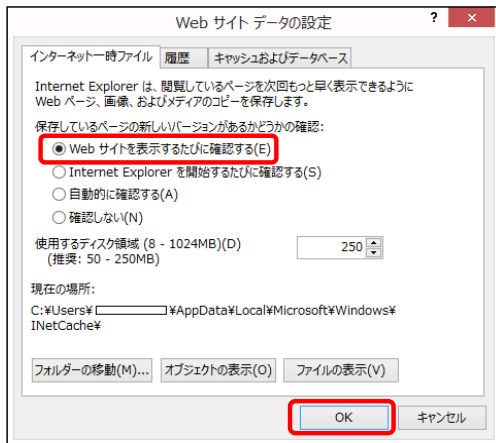 Web サイト データの設定
? ×
インターネット一時ファイル 履歴 キャッシュおよびデータベース
Internet Explorer は、閲覧しているページを次回もっと早く表示できるように
Web ページ、画像、およびメディアのコピーを保存します。
保存しているページの新しいバージョンがあるかどうかの確認:
Web サイトを表示するたびに確認する(E)
Internet Explorer を開始するたびに確認する(S)
自動的に確認する(A)
確認しない(N)
使用するディスク領域 (8 - 1024MB)(D) 250
(推奨: 50 - 250MB)
現在の場所:
C:¥Users¥ ¥AppData¥Local¥Microsoft¥Windows¥
INetCache¥
フォルダーの移動(M)... オブジェクトの表示(O) ファイルの表示(V)
OK キャンセル